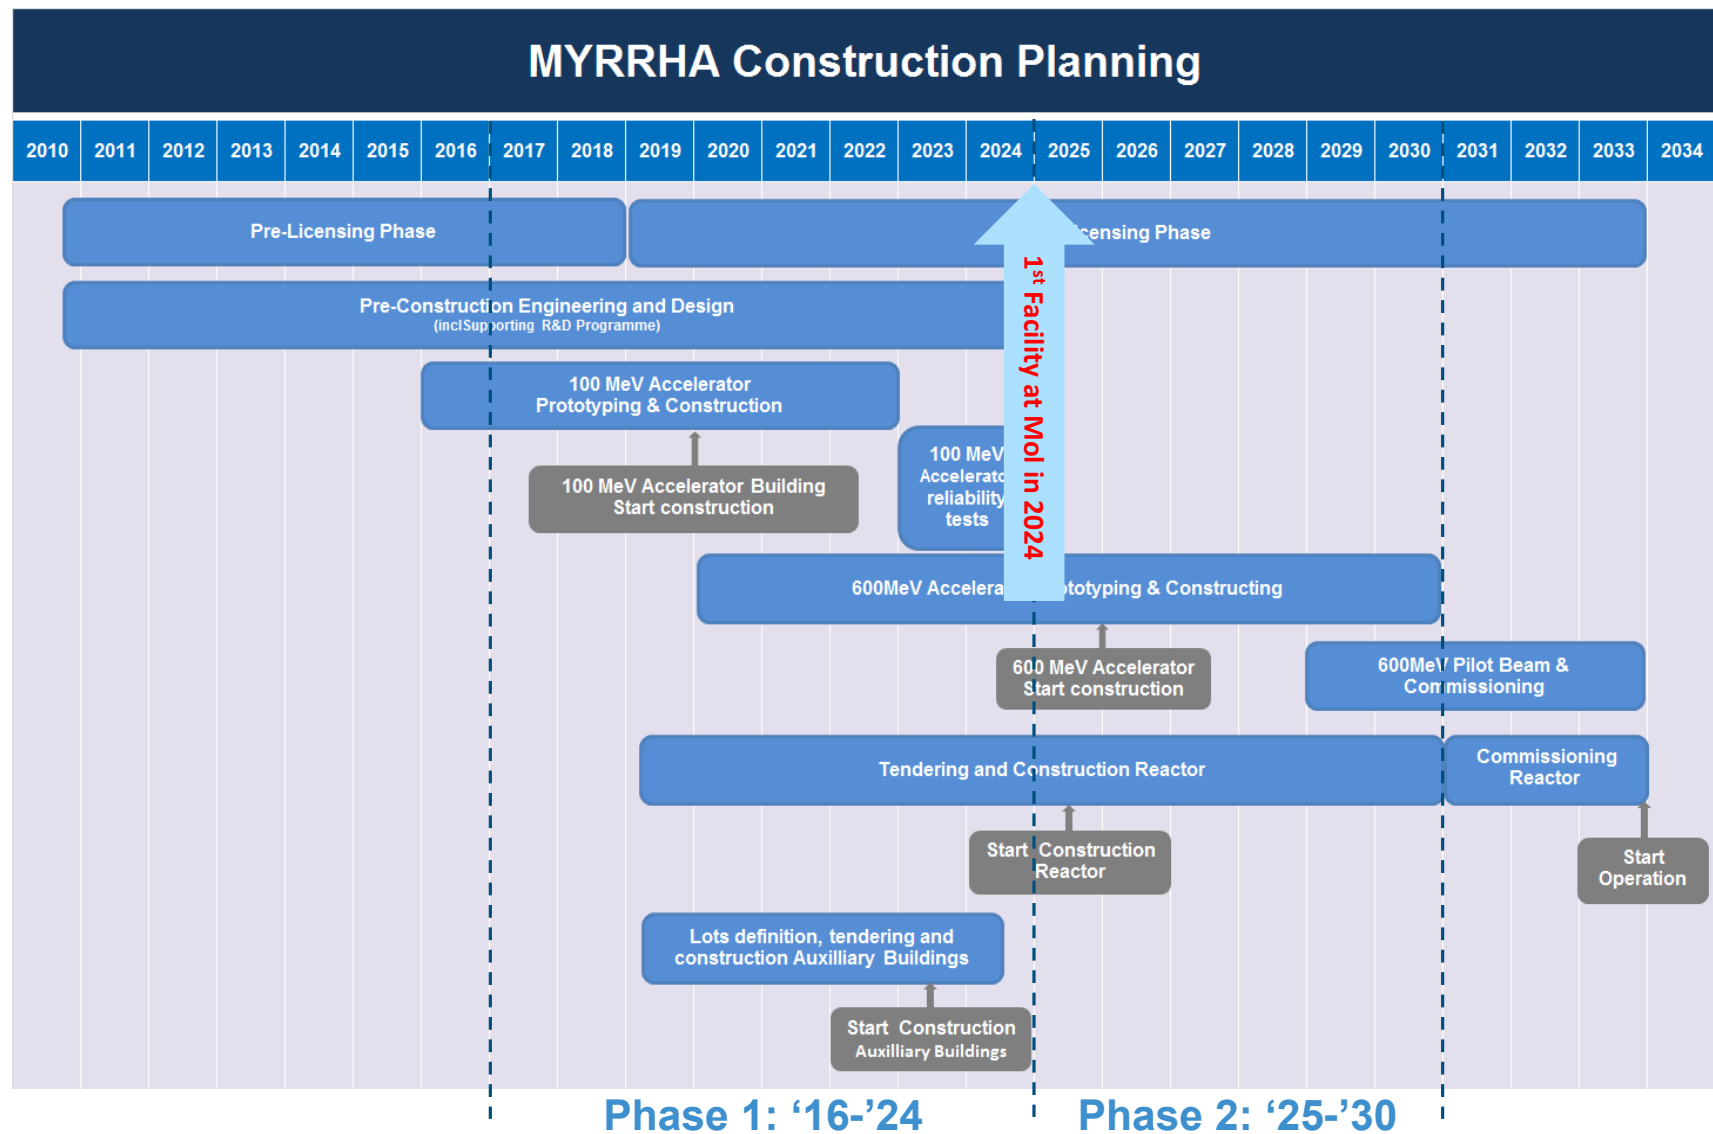 MYRRHA Construction Planning
2010 2011 2012 2013 2014 2015 2016 2017 2018 2019 2020 2021 2022 2023 2024 2025 2026 2027 2028 2029 2030 2031 2032 2033 2034
Pre-Licensing Phase
censing Phase
Pre-Construction Engineering and Design
(inclSupporting R&D Programme)
1st Facility at Mol in 2024
100 MeV Accelerator
Prototyping & Construction
100 MeV
Accelerato
reliability
tests
100 MeV Accelerator Building
Start construction
600MeV Accelera ototyping & Constructing
600 MeV Accelerator
Start construction
600MeV Pilot Beam &
Commissioning
Tendering and Construction Reactor
Commissioning
Reactor
Start Construction
Reactor
Start
Operation
Lots definition, tendering and
construction Auxilliary Buildings
Start Construction
Auxilliary Buildings
Phase 1: ‘16-’24
Phase 2: ‘25-’30